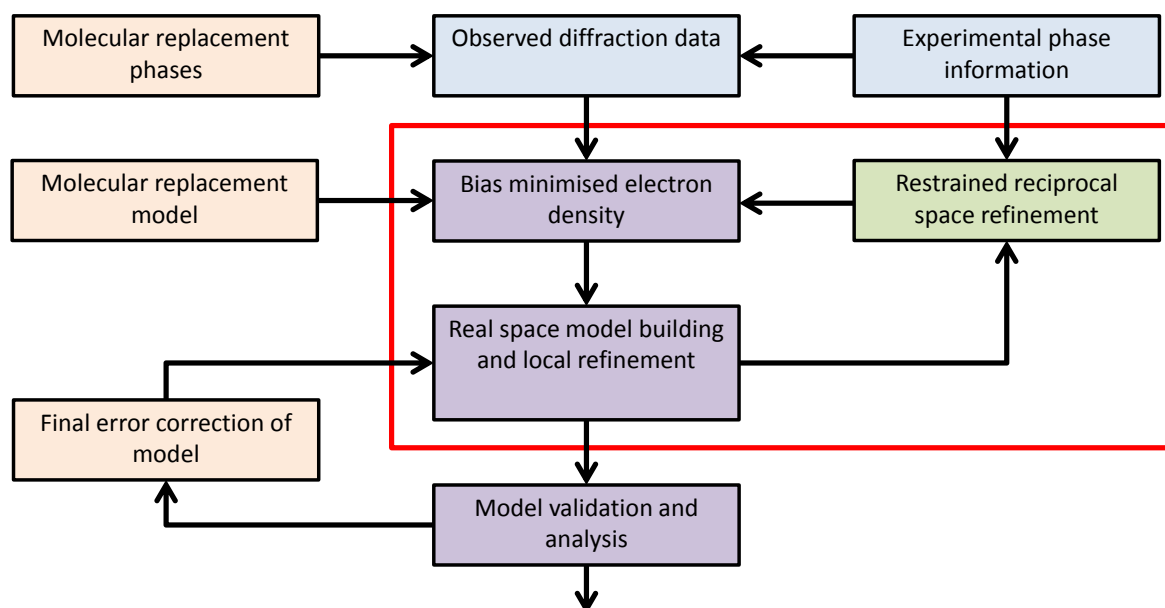 Molecular replacement
phases
Observed diffraction data
Experimental phase
information
Molecular replacement
model
Bias minimised electron
density
Restrained reciprocal
space refinement
Real space model building
and local refinement
Final error correction of
model
Model validation and
analysis